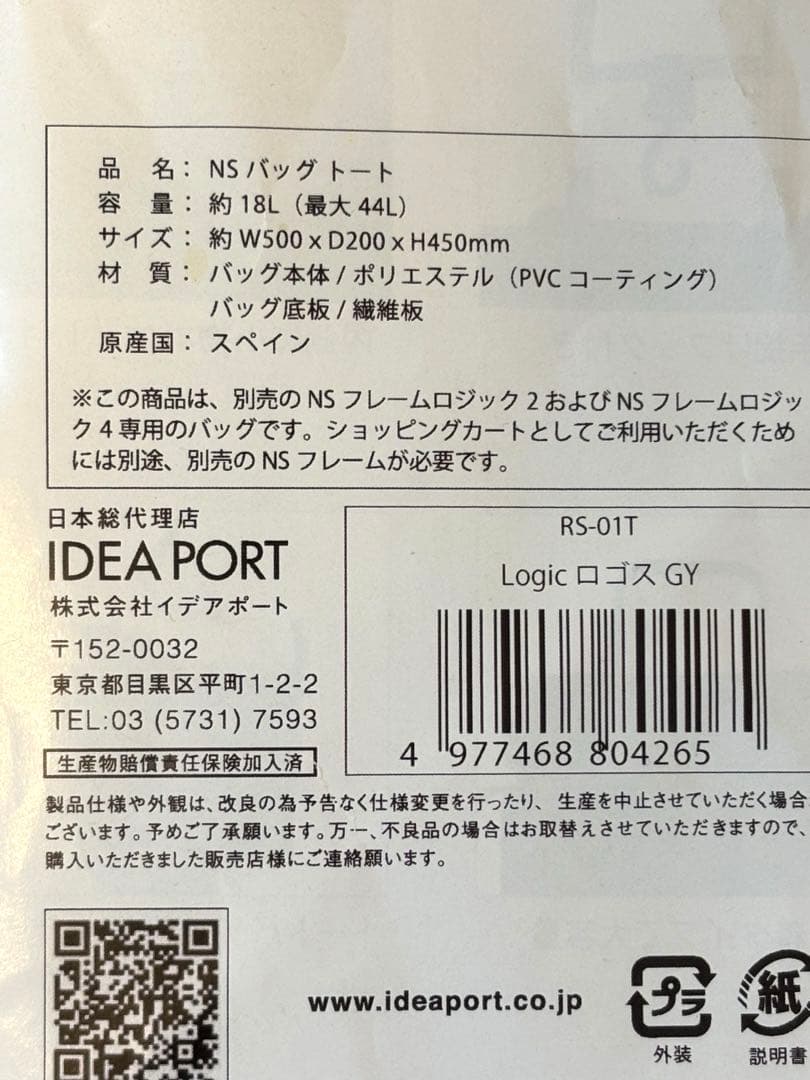 品　名： NS バッグ トート
容　量： 約 18L（最大 44L）
サイズ： 約 W500 x D200 x H450mm
材　質： バッグ本体 / ポリエステル（PVC コーティング）
バッグ底板 / 繊維板
原産国： スペイン
※この商品は、別売の NS フレームロジック 2 および NS フレームロジッ
ク 4 専用のバッグです。ショッピングカートとしてご利用いただくため
には別途、別売の NS フレームが必要です。
日本総代理店
IDEA PORT
株式会社イデアポート
〒152-0032
東京都目黒区平町1-2-2
TEL:03 (5731) 7593
生産物賠償責任保険加入済
RS-01T
Logic ロゴス GY
4 977468 804265
製品仕様や外観は、改良の為予告なく仕様変更を行ったり、 生産を中止させていただく場合
ございます。予めご了承願います。万一、不良品の場合はお取替えさせていただきますので、
購入いただきました販売店様にご連絡願います。
www.ideaport.co.jp
プラ
外装
紙
説明書